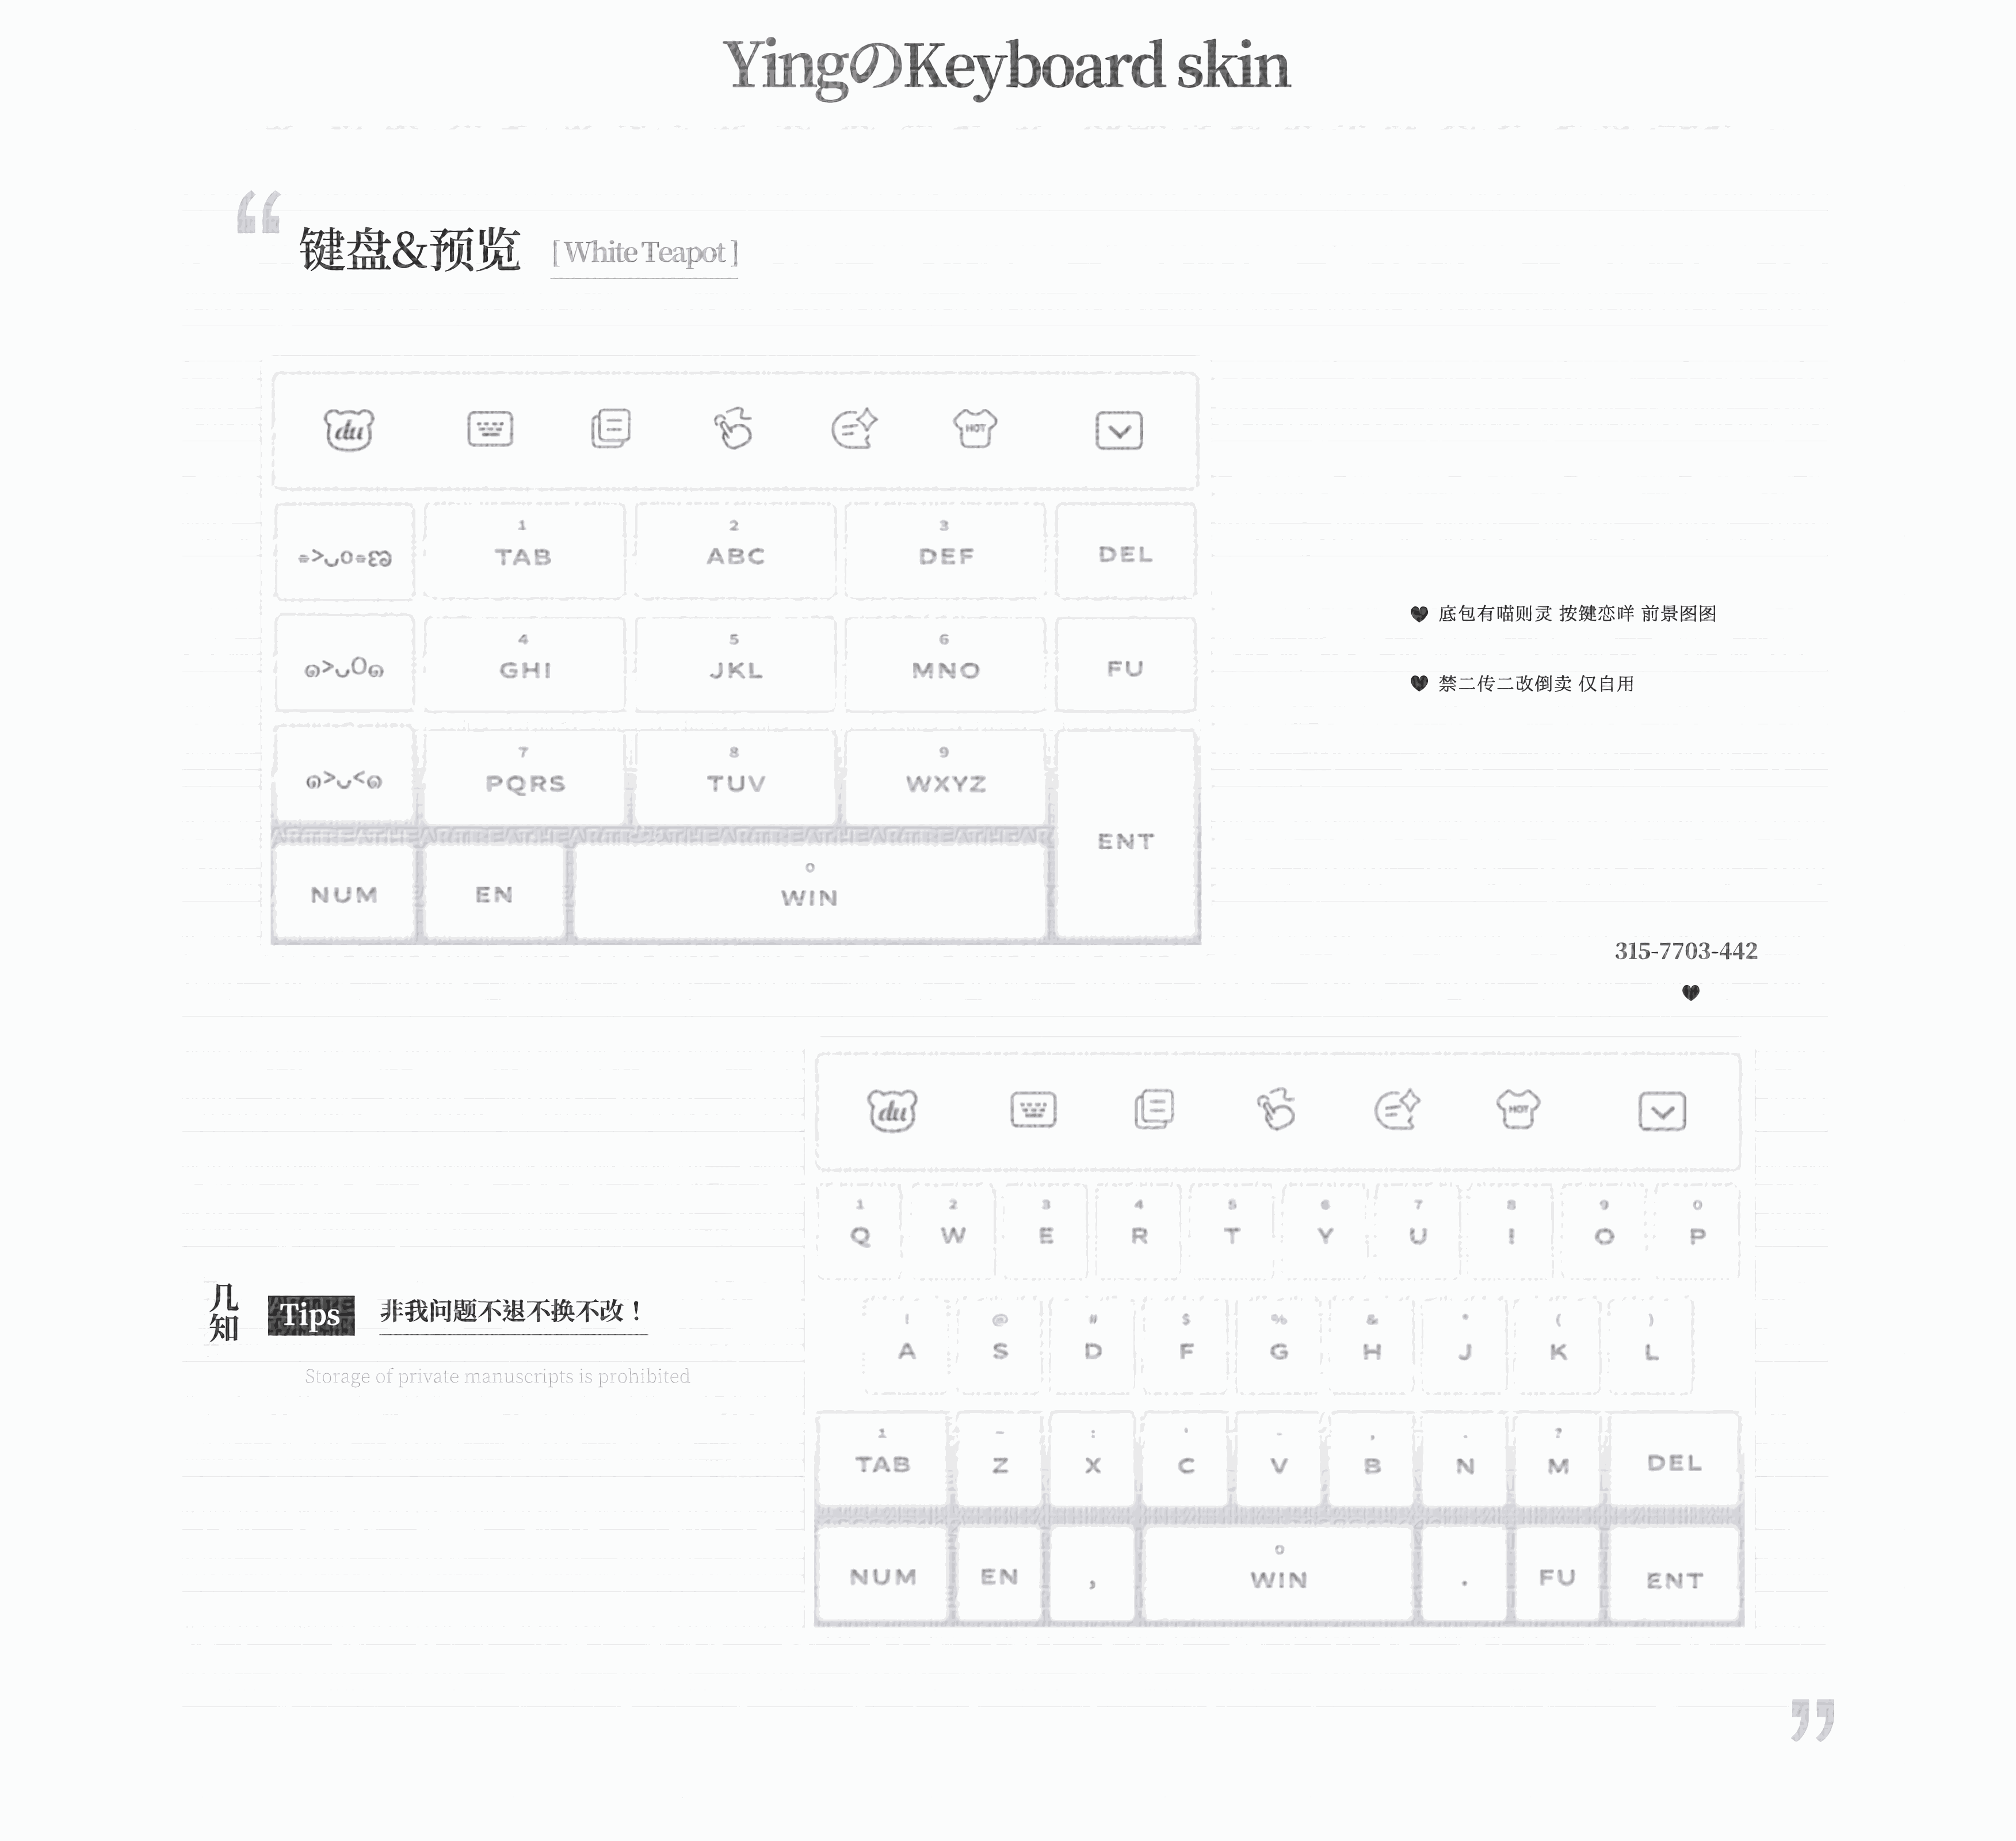 YingのKeyboard skin
键盘&预览 [ White Teapot ]
du HOT
1 2 3
TAB ABC DEF DEL
4 5 6
GHI JKL MNO FU
7 8 9
PQRS TUV WXYZ
ENT
0
NUM EN WIN
♥ 底包有喵则灵 按键恋咩 前景图图
♥ 禁二传二改倒卖 仅自用
315-7703-442
♥
du HOT
1 2 3 4 5 6 7 8 9 0
Q W E R T Y U I O P
! @ # $ % & * ( )
A S D F G H J K L
1 ~ : ' - , . ?
TAB Z X C V B N M DEL
0
NUM EN , WIN . FU ENT
几知
Tips 非我问题不退不换不改！
Storage of private manuscripts is prohibited